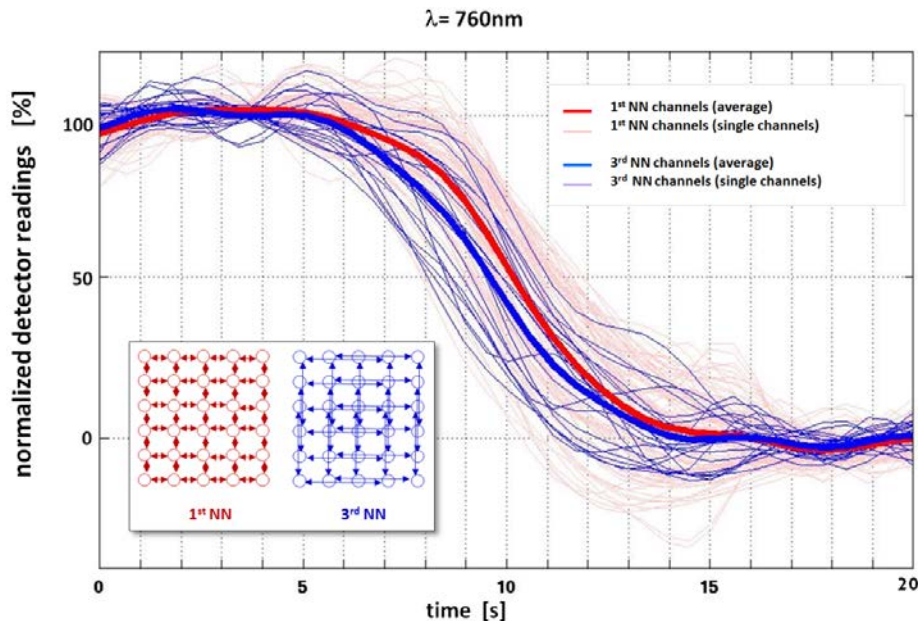 λ= 760nm
normalized detector readings [%]
100
50
0
1st NN channels (average)
1st NN channels (single channels)
3rd NN channels (average)
3rd NN channels (single channels)
1st NN
3rd NN
0
5
10
15
20
time [s]